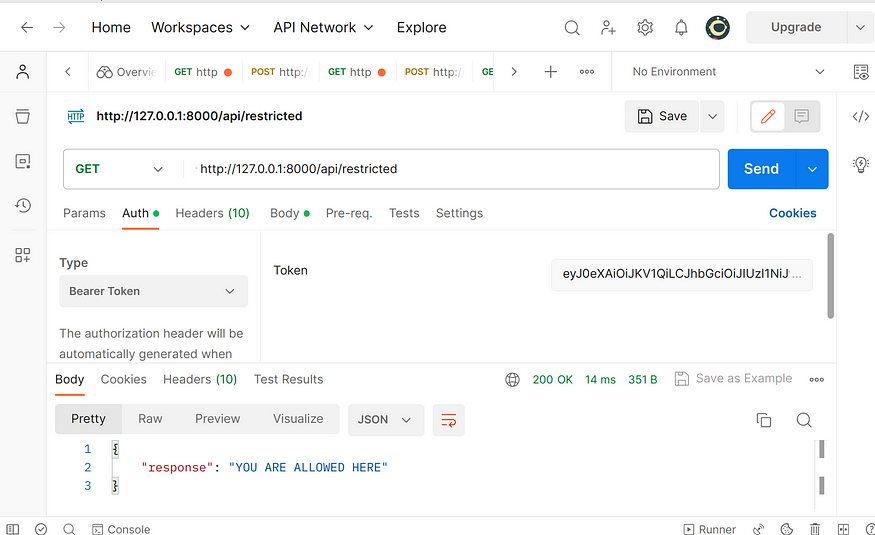 Home Workspaces API Network Explore Upgrade
Overvie GET http POST http:/ GET http POST http:/ GE No Environment
HTTP http://127.0.0.1:8000/api/restricted Save
GET http://127.0.0.1:8000/api/restricted Send
Params Auth Headers (10) Body Pre-req. Tests Settings Cookies
Type
Token eyJ0eXAiOiJKV1QiLCJhbGciOiJIUzI1NiJ...
Bearer Token
The authorization header will be
automatically generated when
Body Cookies Headers (10) Test Results 200 OK 14 ms 351 B Save as Example
Pretty Raw Preview Visualize JSON
1 {
2 "response": "YOU ARE ALLOWED HERE"
3 }
Console Runner